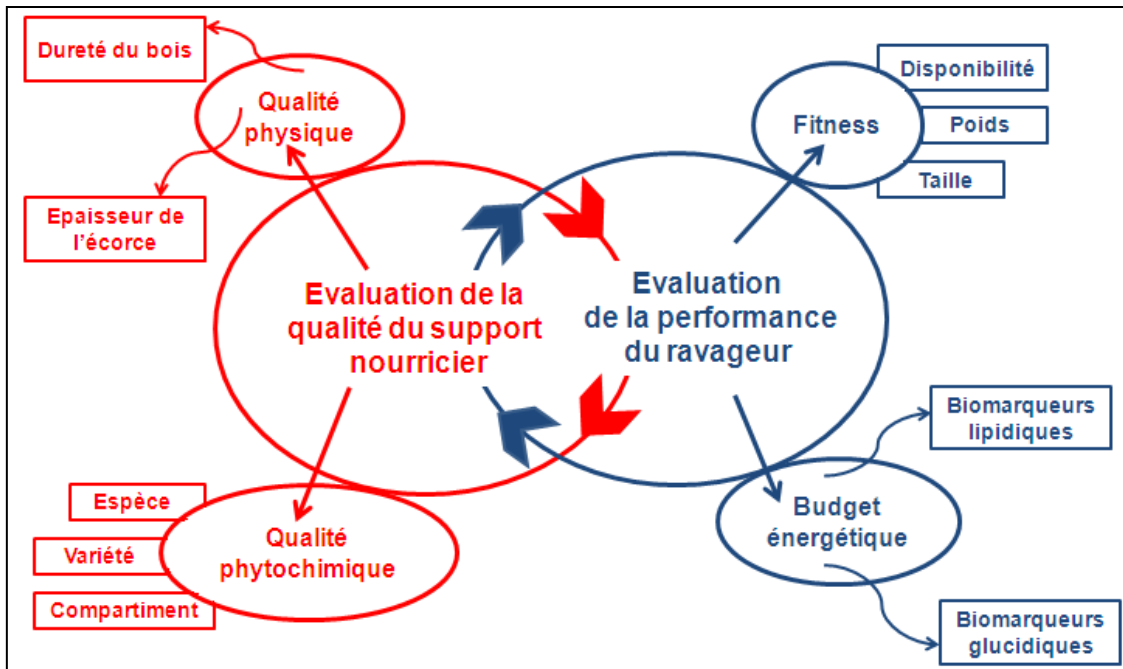 Dureté du bois
Qualité
physique
Epaisseur de
l'écorce
Disponibilité
Fitness
Poids
Taille
Evaluation de la
qualité du support
nourricier
Evaluation
de la performance
du ravageur
Espèce
Variété
Compartiment
Qualité
phytochimique
Biomarqueurs
lipidiques
Budget
énergétique
Biomarqueurs
glucidiques